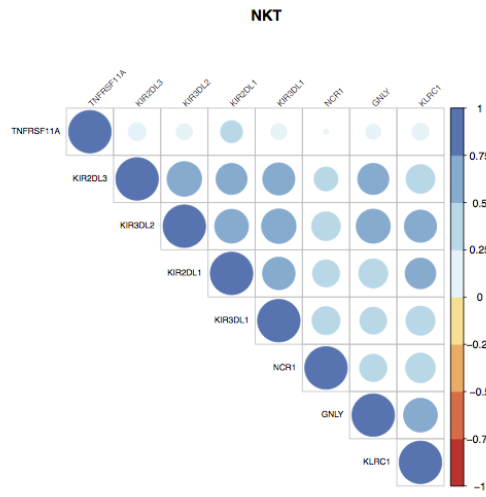 NKT
TNFRSF11A KIR2DL3 KIR3DL2 KIR2DL1 KIR3DL1 NCR1 GNLY KLRC1
TNFRSF11A
KIR2DL3
KIR3DL2
KIR2DL1
KIR3DL1
NCR1
GNLY
KLRC1
1
0.75
0.5
0.25
0
-0.25
-0.5
-0.75
-1